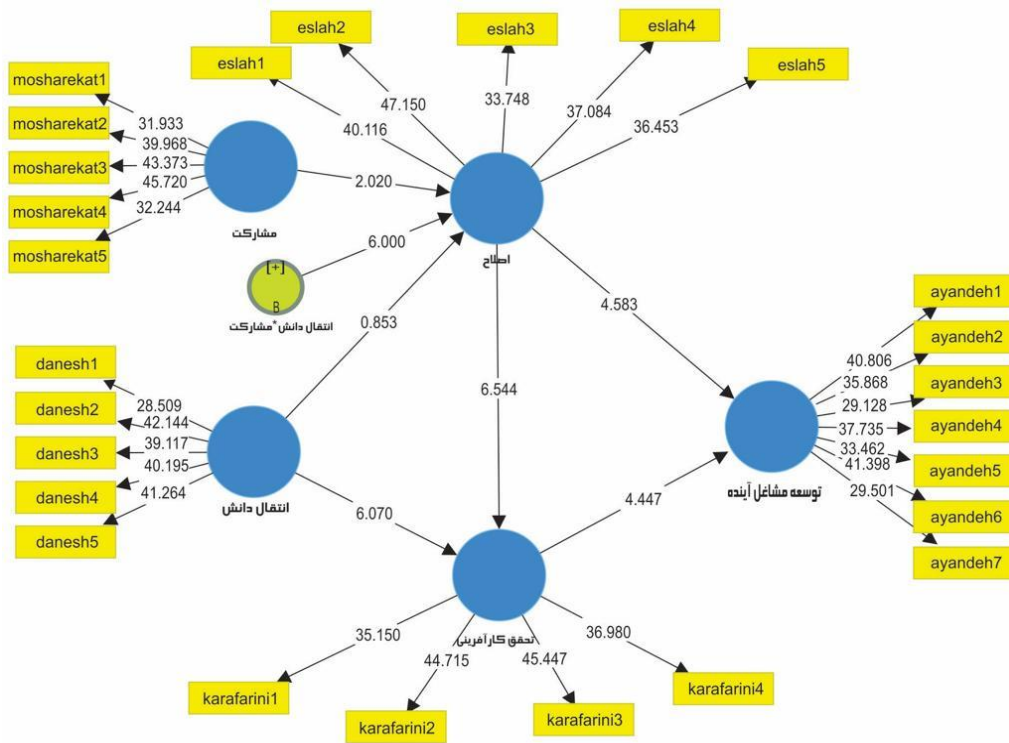 eslah1
eslah2
eslah3
eslah4
eslah5
40.116
47.150
33.748
37.084
36.453
mosharekat1
mosharekat2
mosharekat3
mosharekat4
mosharekat5
31.933
39.968
43.373
45.720
32.244
مشارکت
2.020
اصلاح
6.000
[+]
B
انتقال دانش*مشارکت
0.853
6.544
4.583
danesh1
danesh2
danesh3
danesh4
danesh5
28.509
42.144
39.117
40.195
41.264
انتقال دانش
6.070
4.447
توسعه مشاغل آینده
40.806
35.868
29.128
37.735
33.462
41.398
29.501
ayandeh1
ayandeh2
ayandeh3
ayandeh4
ayandeh5
ayandeh6
ayandeh7
تحقق کارآفرینی
35.150
44.715
45.447
36.980
karafarini1
karafarini2
karafarini3
karafarini4